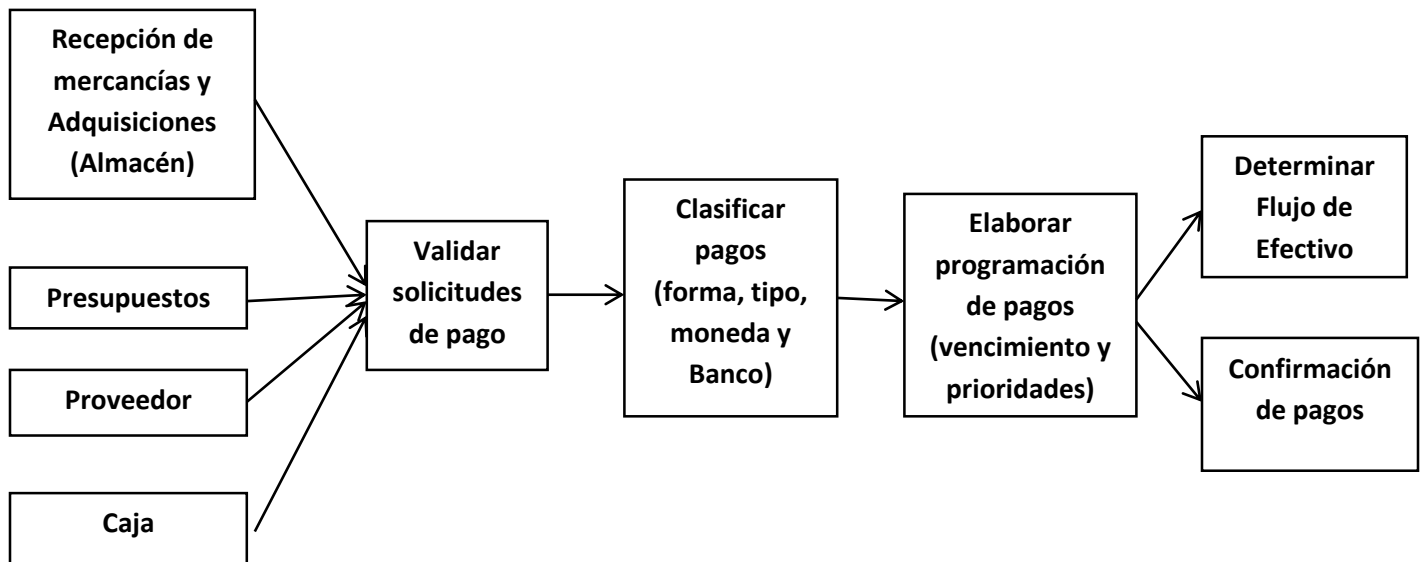 Recepción de
mercancías y
Adquisiciones
(Almacén)
Presupuestos
Proveedor
Caja
Validar
solicitudes
de pago
Clasificar
pagos
(forma, tipo,
moneda y
Banco)
Elaborar
programación
de pagos
(vencimiento y
prioridades)
Determinar
Flujo de
Efectivo
Confirmación
de pagos